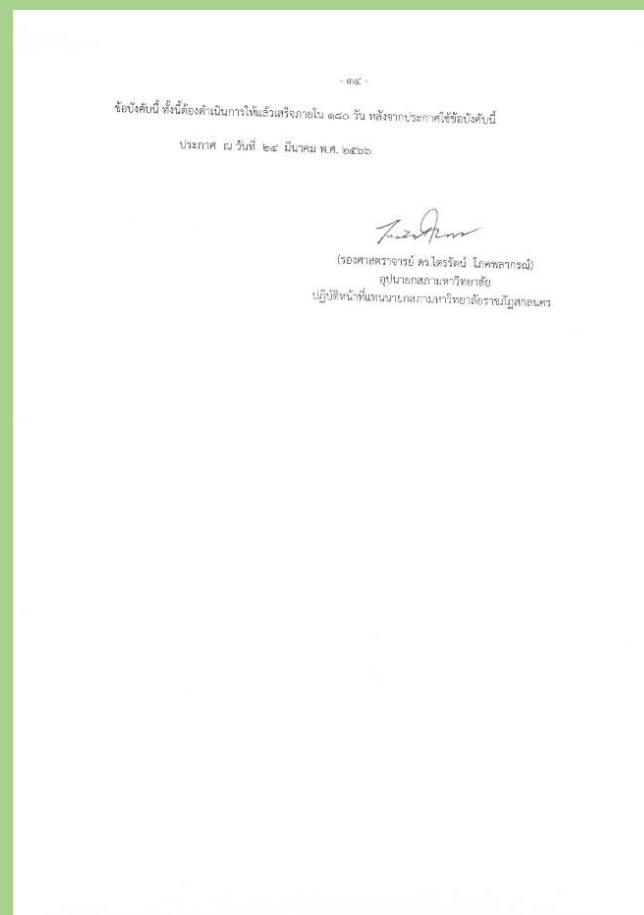 - ๓๔ -
ข้อบังคับนี้ ทั้งนี้ต้องดำเนินการให้แล้วเสร็จภายใน ๑๘๐ วัน หลังจากประกาศใช้ข้อบังคับนี้
ประกาศ ณ วันที่ ๒๔ มีนาคม พ.ศ. ๒๕๖๖
(รองศาสตราจารย์ ดร.ไตรรัตน์ โภคพลากรณ์)
อุปนายกสภามหาวิทยาลัย
ปฏิบัติหน้าที่แทนนายกสภามหาวิทยาลัยราชภัฏสกลนคร